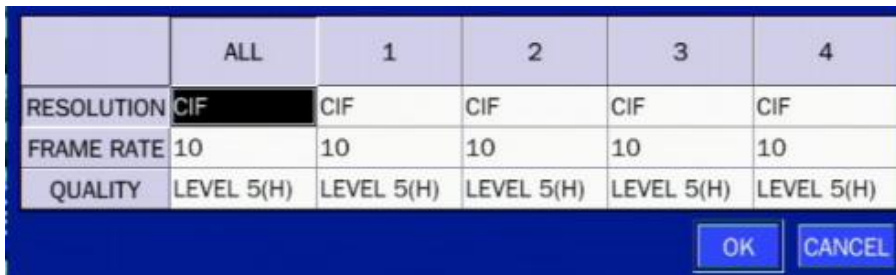 ALL 1 2 3 4
RESOLUTION CIF CIF CIF CIF CIF
FRAME RATE 10 10 10 10 10
QUALITY LEVEL 5(H) LEVEL 5(H) LEVEL 5(H) LEVEL 5(H) LEVEL 5(H)
OK CANCEL